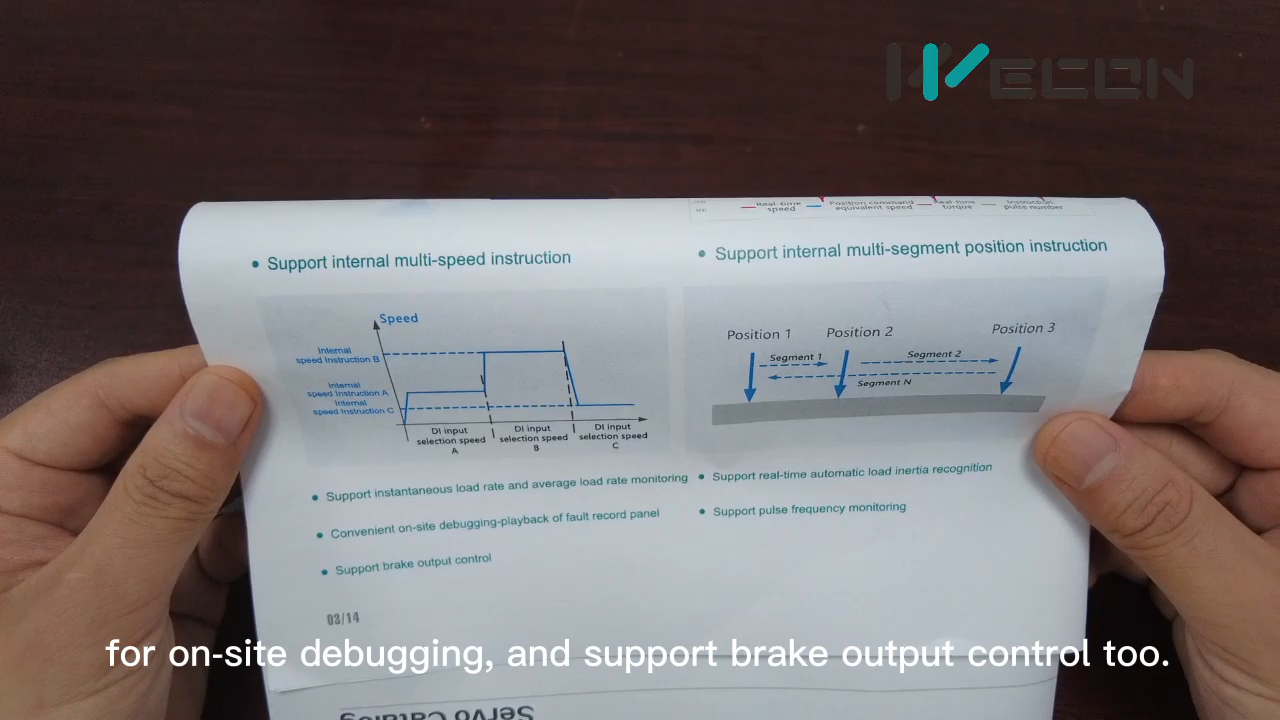 WECON
Real-time speed
Position command equivalent speed
Real-time torque
Instruction pulse number
• Support internal multi-speed instruction
Speed
Internal
speed Instruction B
Internal
speed Instruction A
Internal
speed Instruction C
DI input
selection speed
A
DI input
selection speed
B
DI input
selection speed
C
• Support internal multi-segment position instruction
Position 1
Position 2
Position 3
Segment 1
Segment 2
Segment N
• Support instantaneous load rate and average load rate monitoring
• Convenient on-site debugging-playback of fault record panel
• Support brake output control
• Support real-time automatic load inertia recognition
• Support pulse frequency monitoring
03/14
for on-site debugging, and support brake output control too.
Servo Catalog